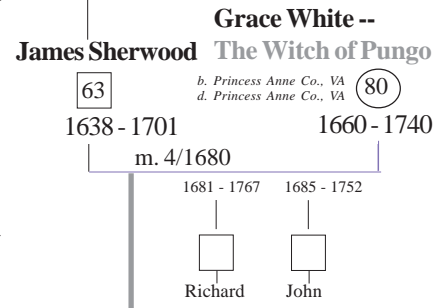 Grace White --
James Sherwood The Witch of Pungo
b. Princess Anne Co., VA
d. Princess Anne Co., VA
63
80
1638 - 1701
1660 - 1740
m. 4/1680
1681 - 1767
1685 - 1752
Richard
John